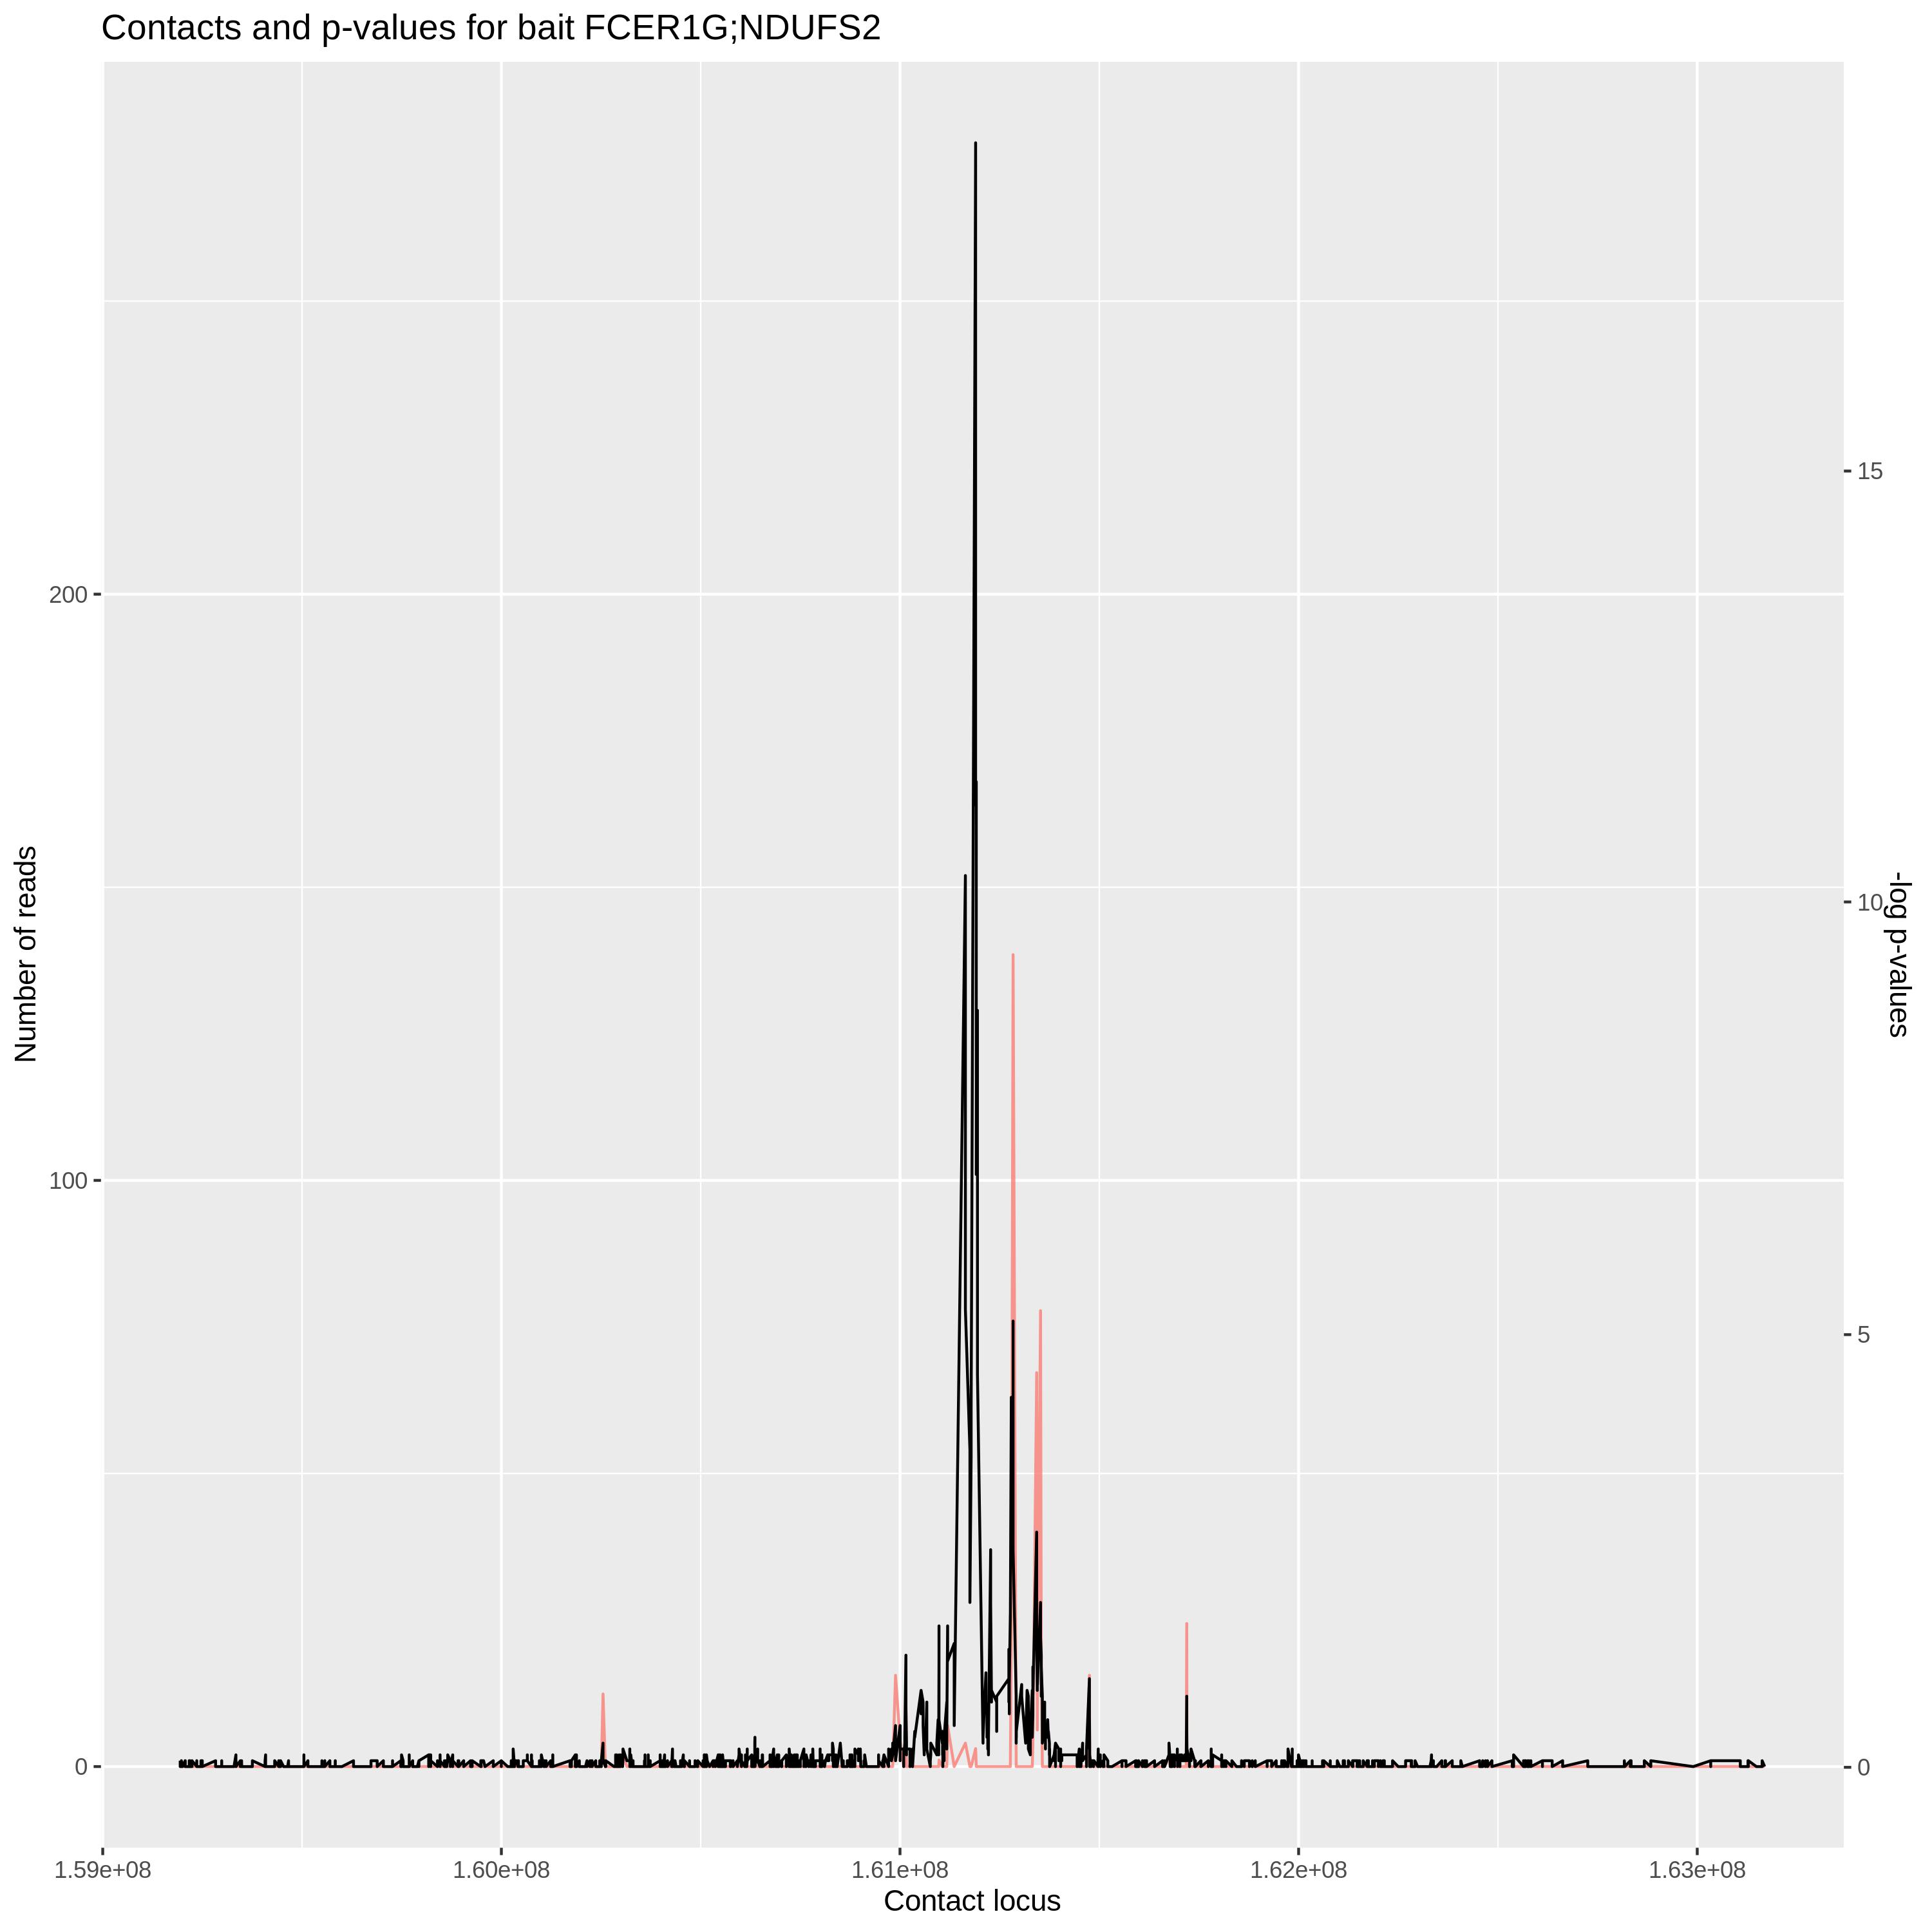 Contacts and p-values for bait FCER1G;NDUFS2
Number of reads
200
100
0
15
10
5
0
-log p-values
1.59e+08
1.60e+08
1.61e+08
1.62e+08
1.63e+08
Contact locus